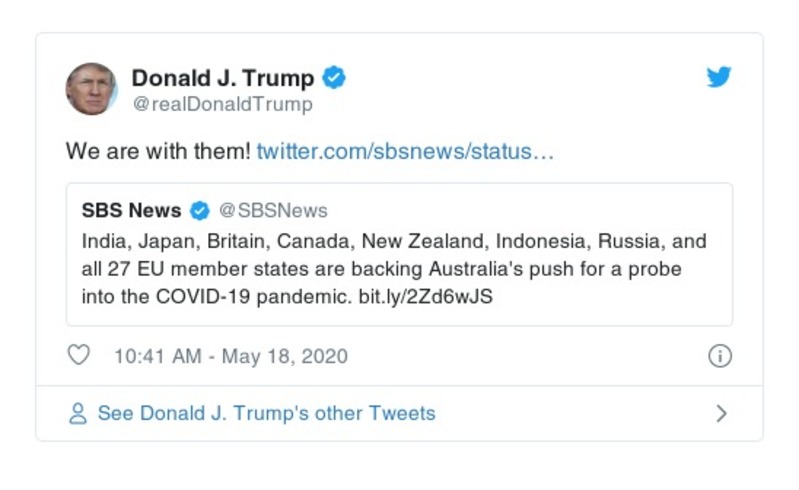 Donald J. Trump
@realDonaldTrump
We are with them! twitter.com/sbsnews/status…
SBS News @SBSNews
India, Japan, Britain, Canada, New Zealand, Indonesia, Russia, and
all 27 EU member states are backing Australia's push for a probe
into the COVID-19 pandemic. bit.ly/2Zd6wJS
10:41 AM - May 18, 2020
See Donald J. Trump's other Tweets